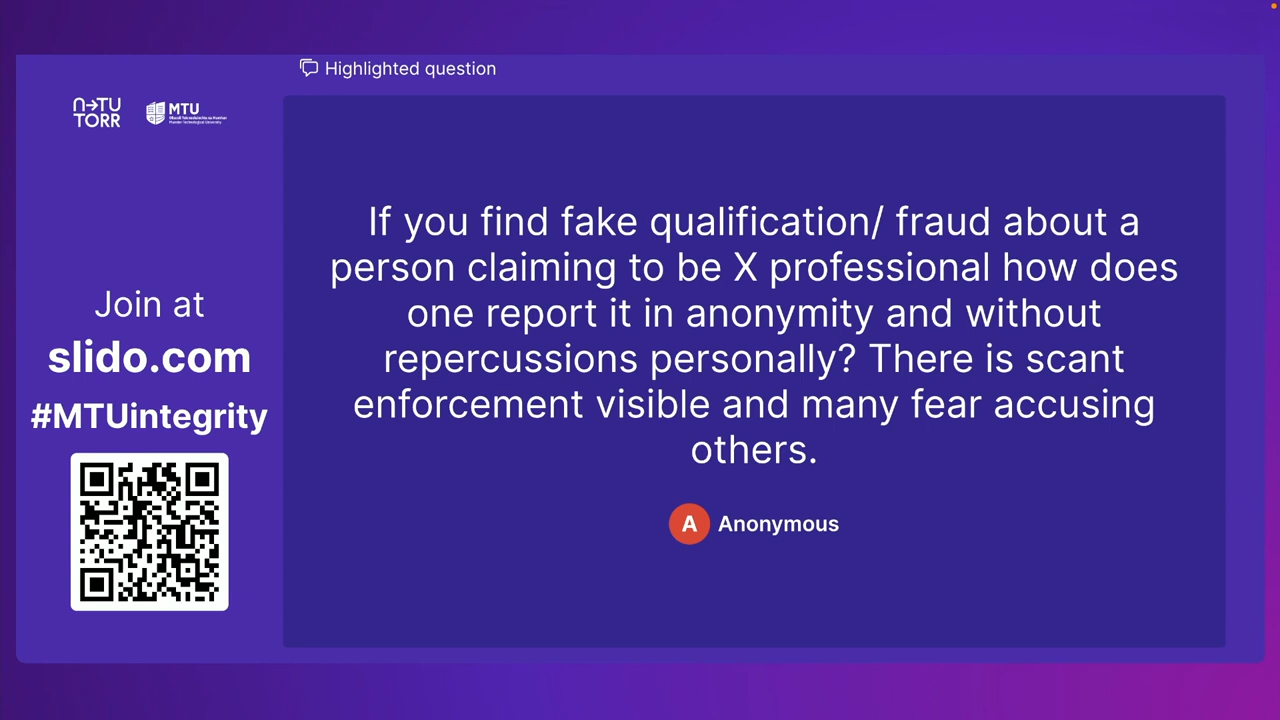 Highlighted question
N→TU
TORR
MTU
If you find fake qualification/ fraud about a
person claiming to be X professional how does
one report it in anonymity and without
repercussions personally? There is scant
enforcement visible and many fear accusing
others.
A Anonymous
Join at
slido.com
#MTUintegrity